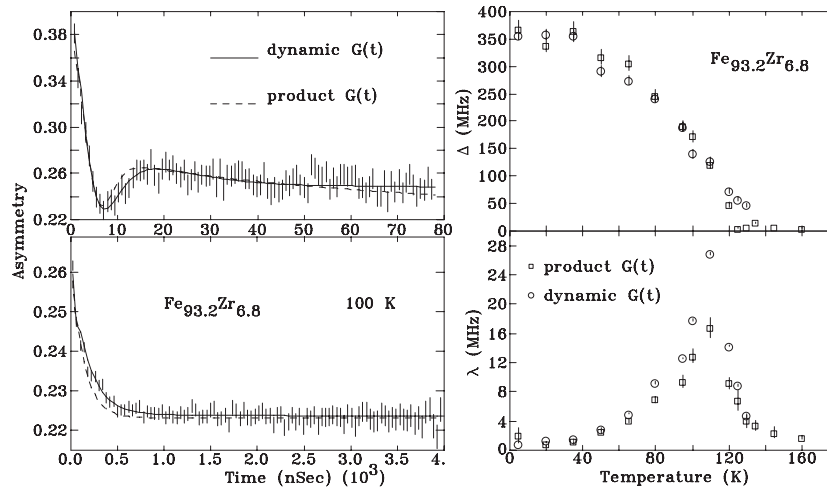 0.38
0.34
0.30
0.26
0.22
dynamic G(t)
product G(t)
0 10 20 30 40 50 60 70 80
Asymmetry
0.26
0.25
0.24
0.23
0.22
Fe93.2Zr6.8 100 K
0.0 0.5 1.0 1.5 2.0 2.5 3.0 3.5 4.
Time (nSec) (10³)
400
350
300
250
200
150
100
50
0
Δ (MHz)
Fe93.2Zr6.8
28
24
20
16
12
8
4
0
λ (MHz)
product G(t)
dynamic G(t)
0 40 80 120 160
Temperature (K)